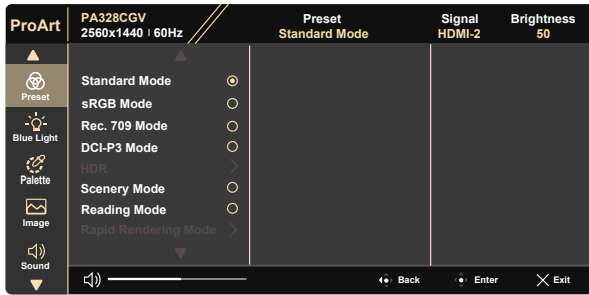 ProArt
PA328CGV
2560x1440 | 60Hz
Preset
Standard Mode
Signal
HDMI-2
Brightness
50
Preset
Blue Light
Palette
Image
Sound
Standard Mode
sRGB Mode
Rec. 709 Mode
DCI-P3 Mode
HDR
Scenery Mode
Reading Mode
Rapid Rendering Mode
Back
Enter
Exit